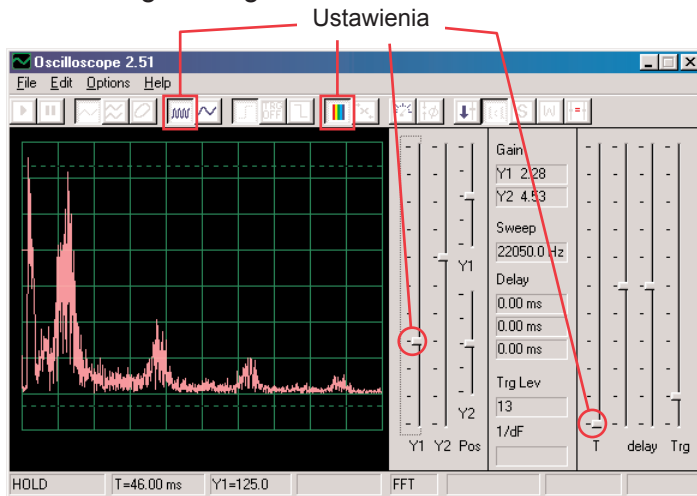 Ustawienia
Oscilloscope 2.51
File Edit Options Help
TRG OFF
S W
Gain
Y1 2.28
Y2 4.53
Sweep
22050.0 Hz
Delay
0.00 ms
0.00 ms
0.00 ms
Trg Lev
13
1/dF
Y1
Y2
Y1 Y2 Pos
T delay Trg
HOLD T=46.00 ms Y1=125.0 FFT